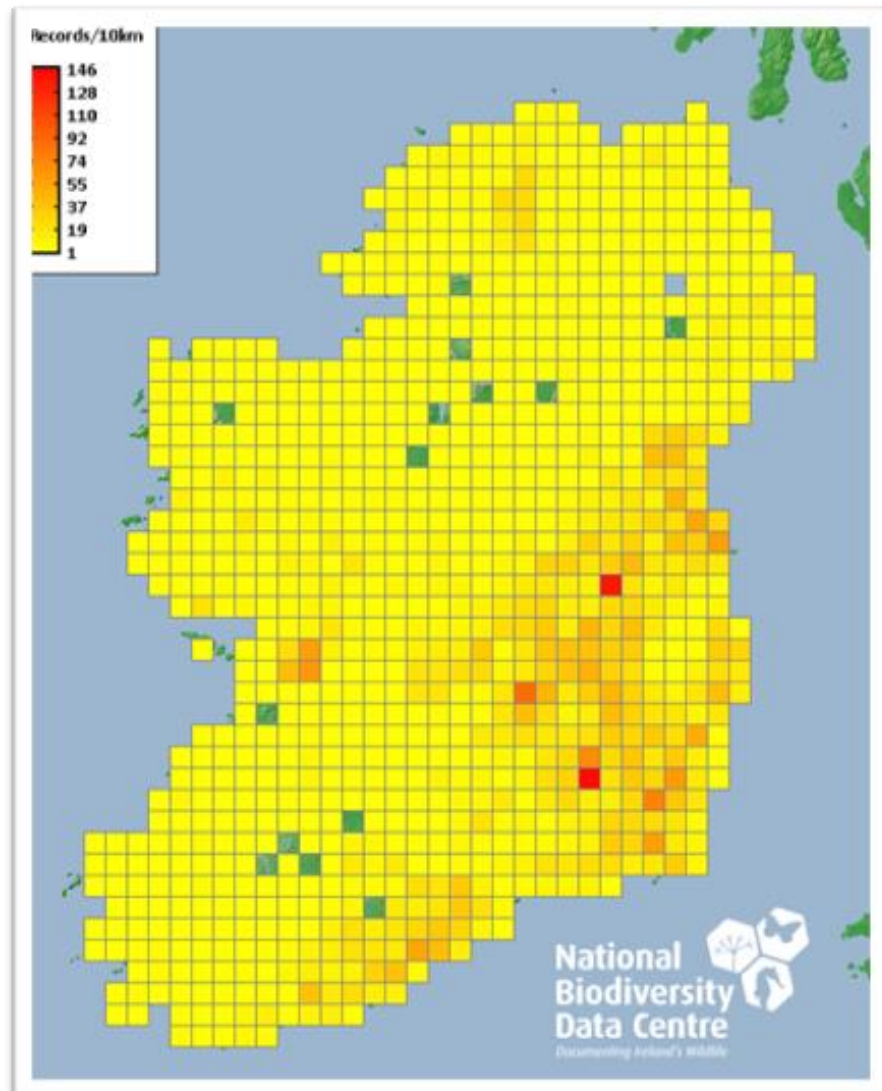 Records/10km
146
128
110
92
74
55
37
19
1
National
Biodiversity
Data Centre
Documenting Ireland's Wildlife